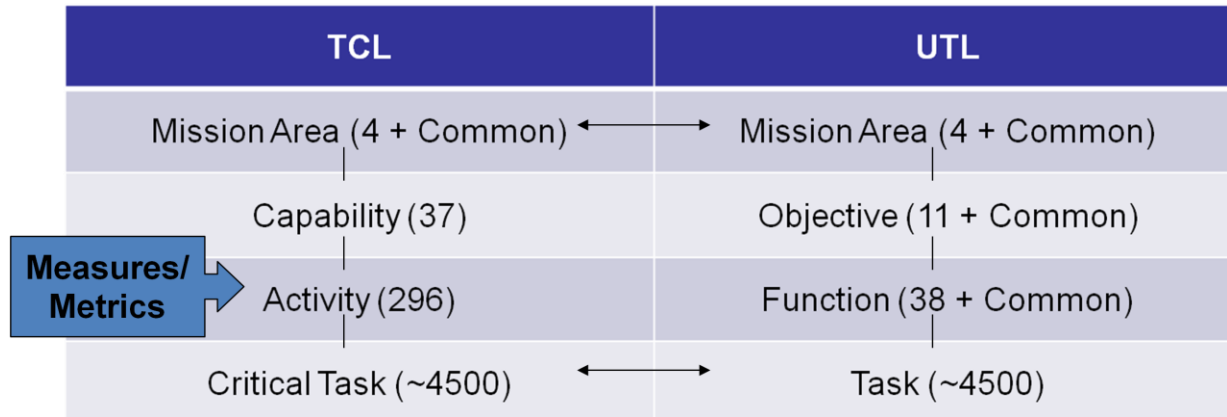 TCL UTL
Mission Area (4 + Common) Mission Area (4 + Common)
Capability (37) Objective (11 + Common)
Measures/
Metrics
Activity (296) Function (38 + Common)
Critical Task (~4500) Task (~4500)